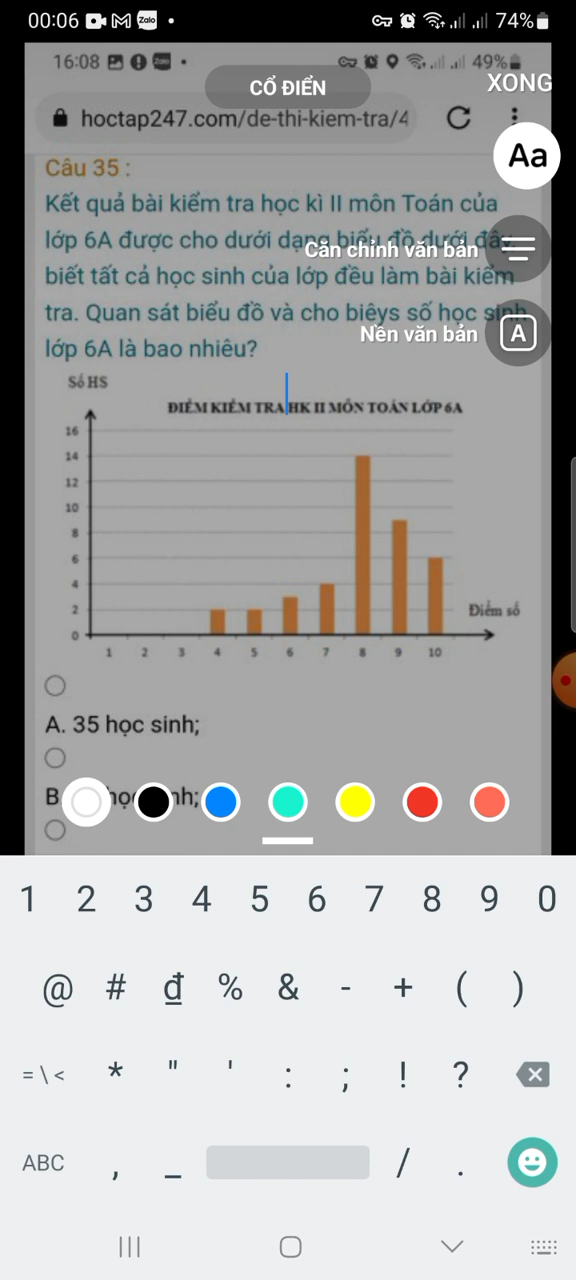 00:06 Zalo • 74%
16:08 Zalo • 49%
CỔ ĐIỂN
XONG
hoctap247.com/de-thi-kiem-tra/4
Aa
Câu 35 :
Kết quả bài kiểm tra học kì II môn Toán của
lớp 6A được cho dưới dạng biểu đồ dưới đây
Căn chỉnh văn bản
biết tất cả học sinh của lớp đều làm bài kiểm
tra. Quan sát biểu đồ và cho biêys số học sinh
Nền văn bản
A
lớp 6A là bao nhiêu?
Số HS
ĐIỂM KIỂM TRA HK II MÔN TOÁN LỚP 6A
16
14
12
10
8
6
4
2
0
Điểm số
1 2 3 4 5 6 7 8 9 10
A. 35 học sinh;
B. học sinh;
1 2 3 4 5 6 7 8 9 0
@ # đ % & - + ( )
= \ < * " ' : ; ! ?
ABC , _ / .